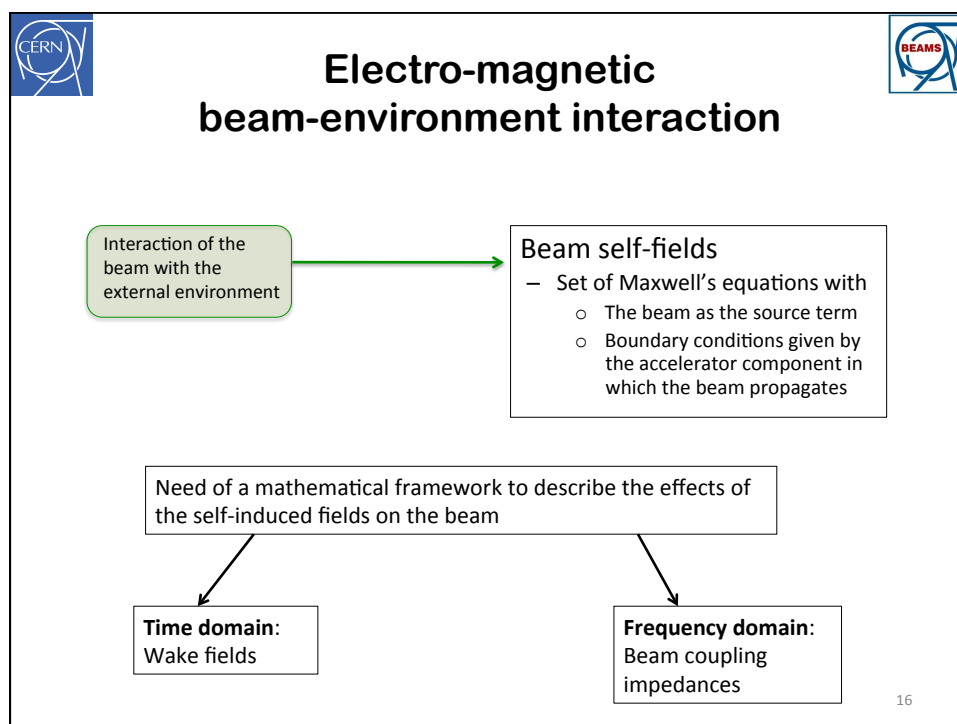 CERN
BEAMS
Electro-magnetic
beam-environment interaction
Interaction of the
beam with the
external environment
Beam self-fields
– Set of Maxwell's equations with
o The beam as the source term
o Boundary conditions given by
the accelerator component in
which the beam propagates
Need of a mathematical framework to describe the effects of
the self-induced fields on the beam
Time domain:
Wake fields
Frequency domain:
Beam coupling
impedances
16